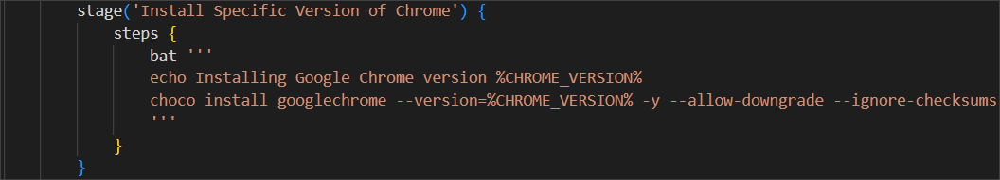 stage('Install Specific Version of Chrome') {
steps {
bat '''
echo Installing Google Chrome version %CHROME_VERSION%
choco install googlechrome --version=%CHROME_VERSION% -y --allow-downgrade --ignore-checksums
'''
}
}